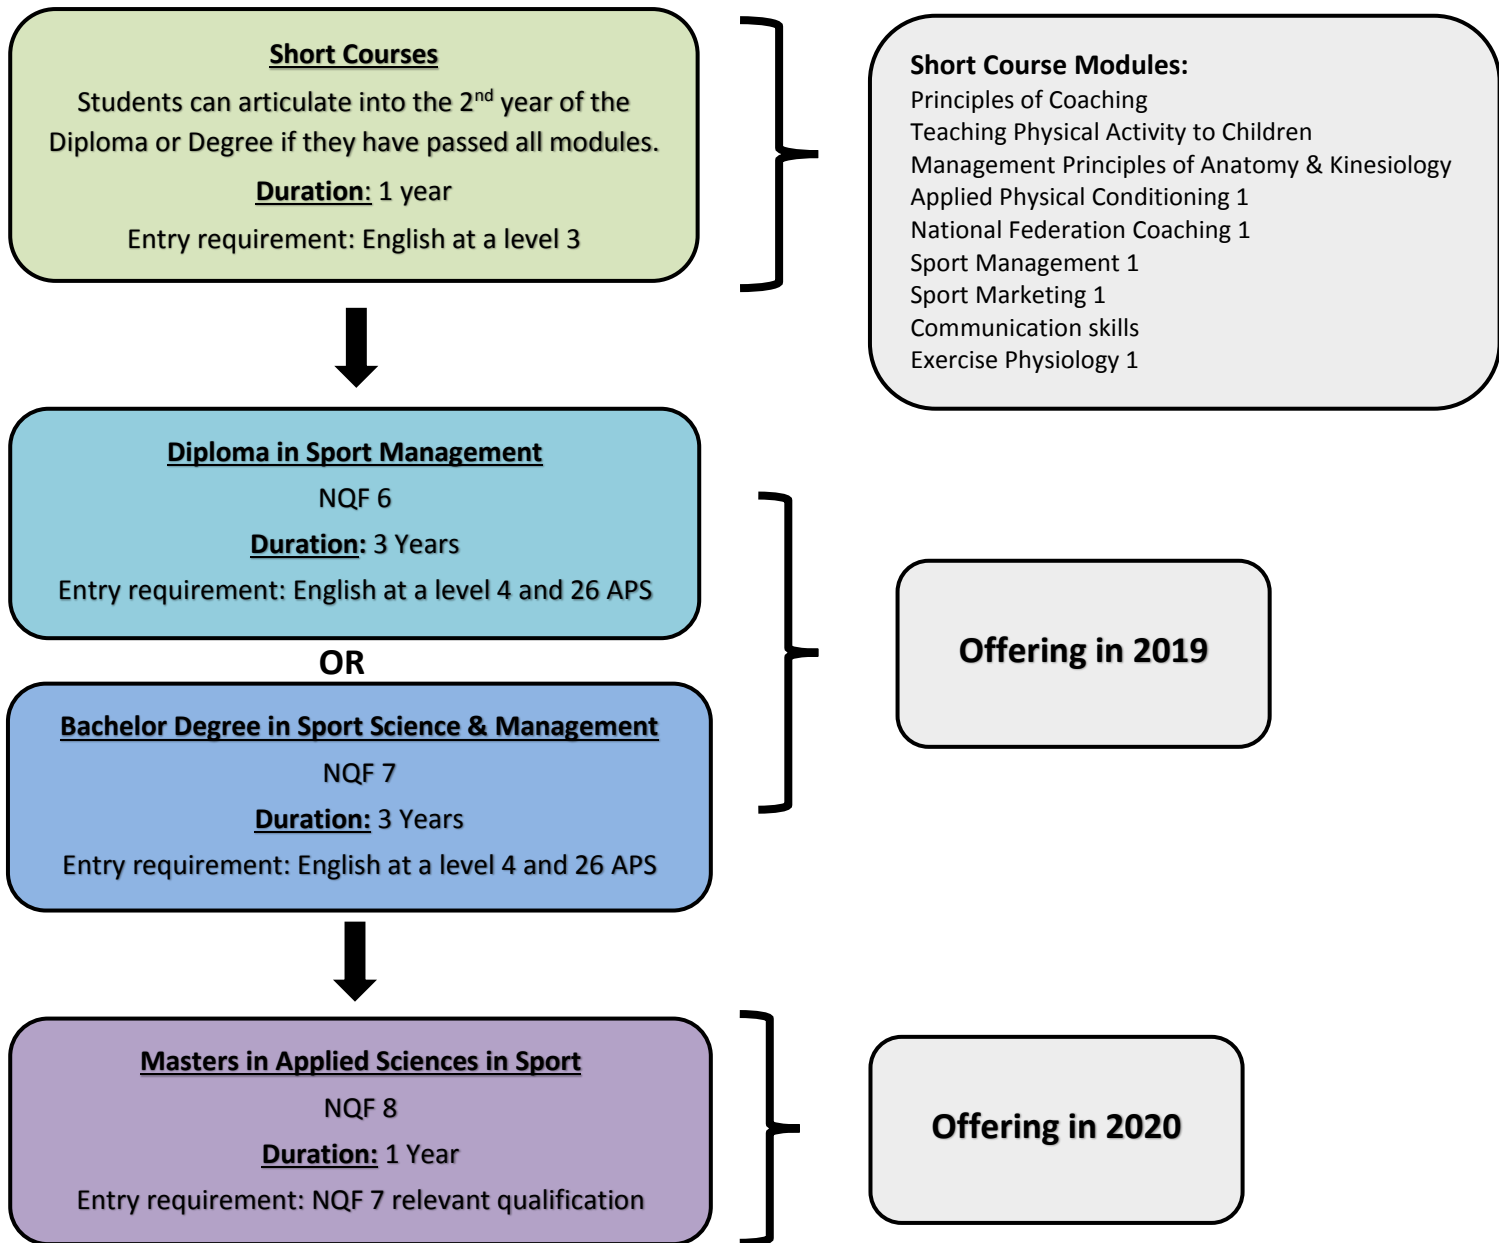 Short Courses
Students can articulate into the 2nd year of the
Diploma or Degree if they have passed all modules.
Duration: 1 year
Entry requirement: English at a level 3
Short Course Modules:
Principles of Coaching
Teaching Physical Activity to Children
Management Principles of Anatomy & Kinesiology
Applied Physical Conditioning 1
National Federation Coaching 1
Sport Management 1
Sport Marketing 1
Communication skills
Exercise Physiology 1
Diploma in Sport Management
NQF 6
Duration: 3 Years
Entry requirement: English at a level 4 and 26 APS
OR
Bachelor Degree in Sport Science & Management
NQF 7
Duration: 3 Years
Entry requirement: English at a level 4 and 26 APS
Offering in 2019
Masters in Applied Sciences in Sport
NQF 8
Duration: 1 Year
Entry requirement: NQF 7 relevant qualification
Offering in 2020